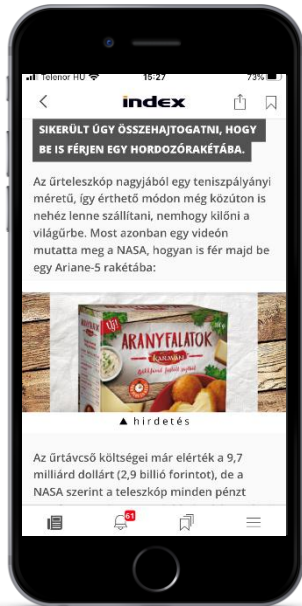 Telenor HU 15:27 73%
index
SIKERÜLT ÚGY ÖSSZEHAJTOGATNI, HOGY
BE IS FÉRJEN EGY HORDOZÓRAKÉTÁBA.
Az űrteleszkóp nagyjából egy teniszpályányi
méretű, így érthető módon még közúton is
nehéz lenne szállítani, nemhogy kilőni a
világűrbe. Most azonban egy videón
mutatta meg a NASA, hogyan is fér majd be
egy Ariane-5 rakétába:
Új!
ARANYFALATOK
KARAVÁN
▲ hirdetés
Az űrtávcső költségei már elérték a 9,7
milliárd dollárt (2,9 billió forintot), de a
NASA szerint a teleszkóp minden pénzt
61